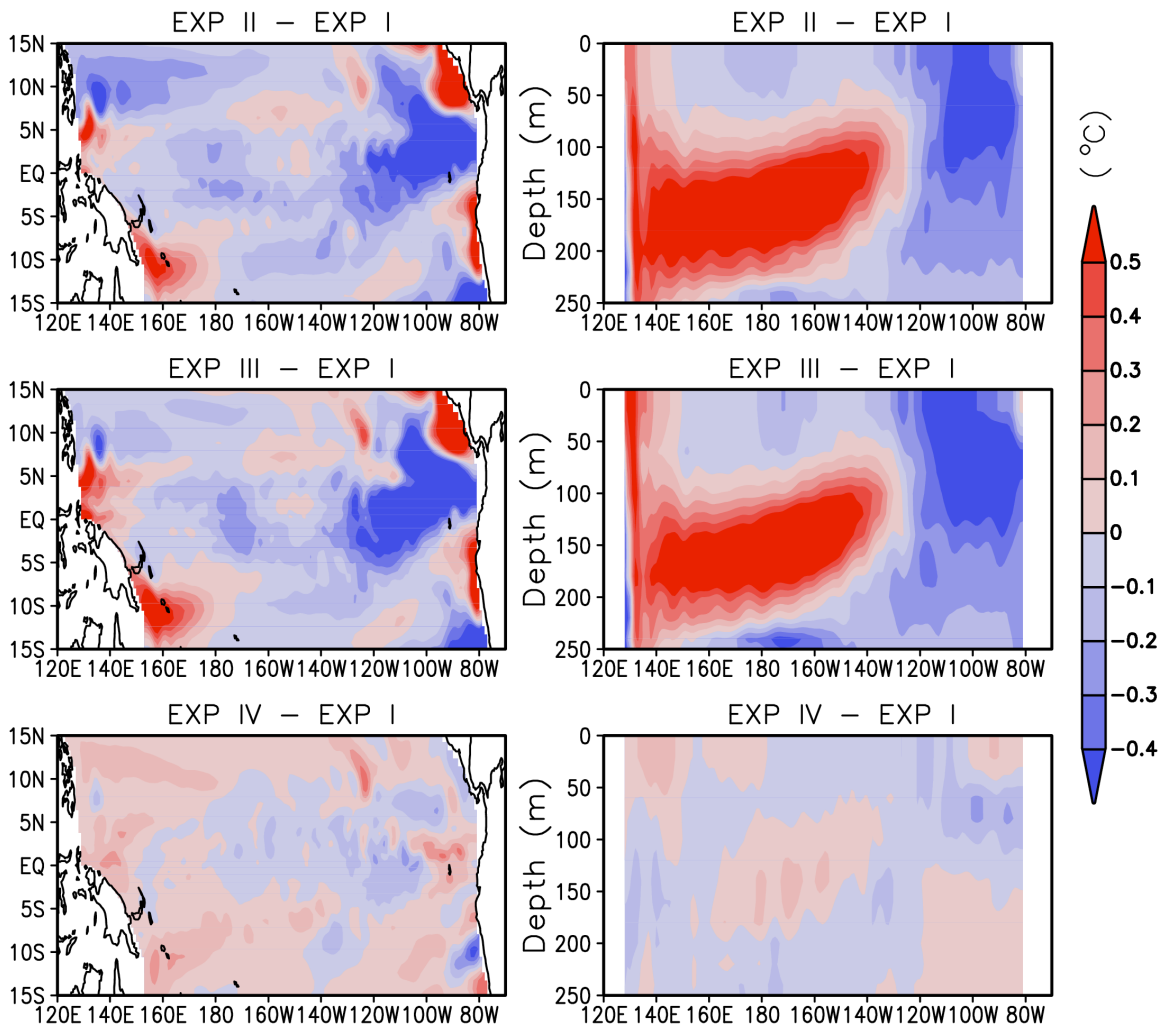 EXP II − EXP I
15N
10N
5N
EQ
5S
10S
15S
120E 140E 160E 180 160W 140W 120W 100W 80W
EXP II − EXP I
Depth (m)
0
50
100
150
200
250
120E 140E 160E 180 160W 140W 120W 100W 80W
EXP III − EXP I
15N
10N
5N
EQ
5S
10S
15S
120E 140E 160E 180 160W 140W 120W 100W 80W
EXP III − EXP I
Depth (m)
0
50
100
150
200
250
120E 140E 160E 180 160W 140W 120W 100W 80W
EXP IV − EXP I
15N
10N
5N
EQ
5S
10S
15S
120E 140E 160E 180 160W 140W 120W 100W 80W
EXP IV − EXP I
Depth (m)
0
50
100
150
200
250
120E 140E 160E 180 160W 140W 120W 100W 80W
(°C)
0.5
0.4
0.3
0.2
0.1
0
−0.1
−0.2
−0.3
−0.4